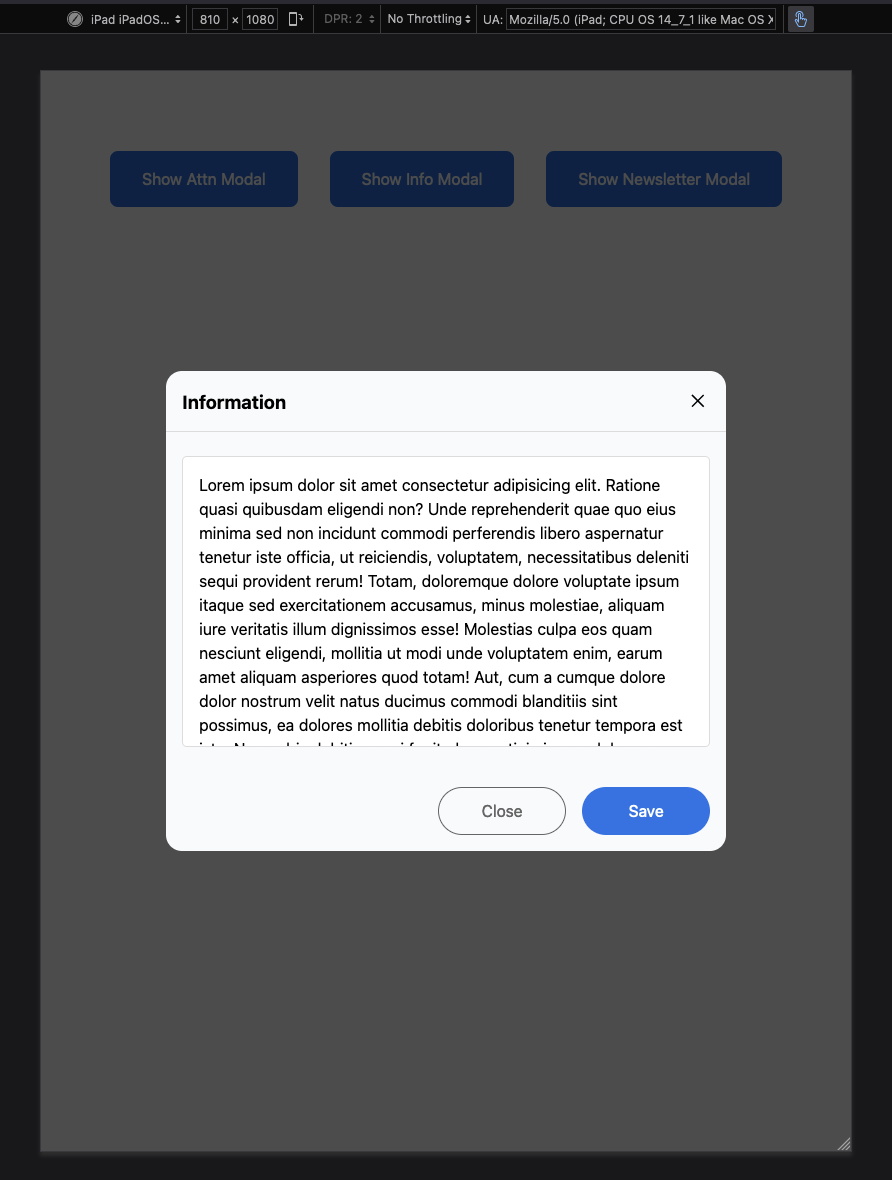 iPad iPadOS... 810 × 1080 DPR: 2 No Throttling UA: Mozilla/5.0 (iPad; CPU OS 14_7_1 like Mac OS X
Show Attn Modal Show Info Modal Show Newsletter Modal
Information
Lorem ipsum dolor sit amet consectetur adipisicing elit. Ratione
quasi quibusdam eligendi non? Unde reprehenderit quae quo eius
minima sed non incidunt commodi perferendis libero aspernatur
tenetur iste officia, ut reiciendis, voluptatem, necessitatibus deleniti
sequi provident rerum! Totam, doloremque dolore voluptate ipsum
itaque sed exercitationem accusamus, minus molestiae, aliquam
iure veritatis illum dignissimos esse! Molestias culpa eos quam
nesciunt eligendi, mollitia ut modi unde voluptatem enim, earum
amet aliquam asperiores quod totam! Aut, cum a cumque dolore
dolor nostrum velit natus ducimus commodi blanditiis sint
possimus, ea dolores mollitia debitis doloribus tenetur tempora est
Close Save